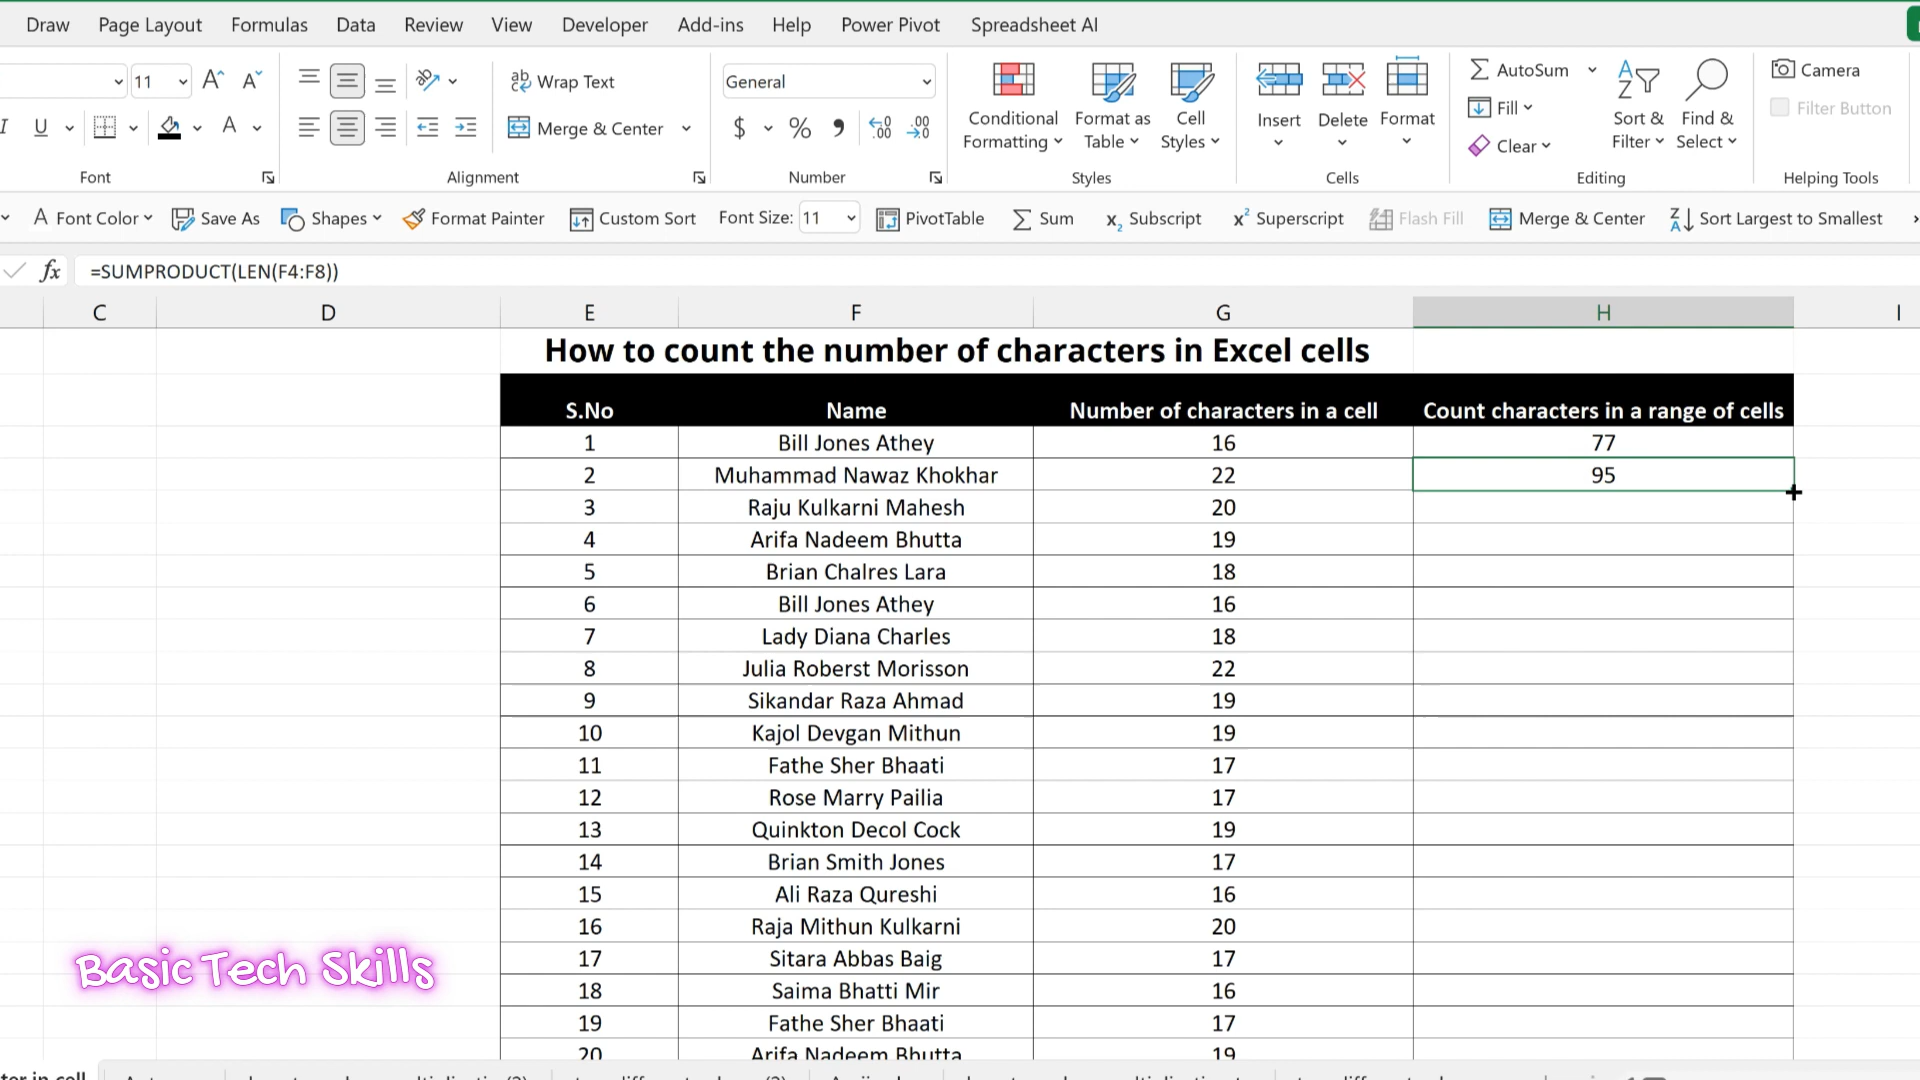 Draw Page Layout Formulas Data Review View Developer Add-ins Help Power Pivot Spreadsheet AI
11 A A Wrap Text General Conditional Formatting Format as Table Cell Styles Insert Delete Format AutoSum Fill Clear Sort & Filter Find & Select Camera Filter Button
U A Merge & Center $ % 9
Font Alignment Number Styles Cells Editing Helping Tools
A Font Color Save As Shapes Format Painter Custom Sort Font Size: 11 PivotTable Sum x2 Subscript x2 Superscript Flash Fill Merge & Center Sort Largest to Smallest
fx =SUMPRODUCT(LEN(F4:F8))
C D E F G H I
How to count the number of characters in Excel cells
S.No Name Number of characters in a cell Count characters in a range of cells
1 Bill Jones Athey 16 77
2 Muhammad Nawaz Khokhar 22 95
3 Raju Kulkarni Mahesh 20
4 Arifa Nadeem Bhutta 19
5 Brian Chalres Lara 18
6 Bill Jones Athey 16
7 Lady Diana Charles 18
8 Julia Roberst Morisson 22
9 Sikandar Raza Ahmad 19
10 Kajol Devgan Mithun 19
11 Fathe Sher Bhaati 17
12 Rose Marry Pailia 17
13 Quinkton Decol Cock 19
14 Brian Smith Jones 17
15 Ali Raza Qureshi 16
16 Raja Mithun Kulkarni 20
17 Sitara Abbas Baig 17
18 Saima Bhatti Mir 16
19 Fathe Sher Bhaati 17
20 Arifa Nadeem Bhutta 19
Basic Tech Skills